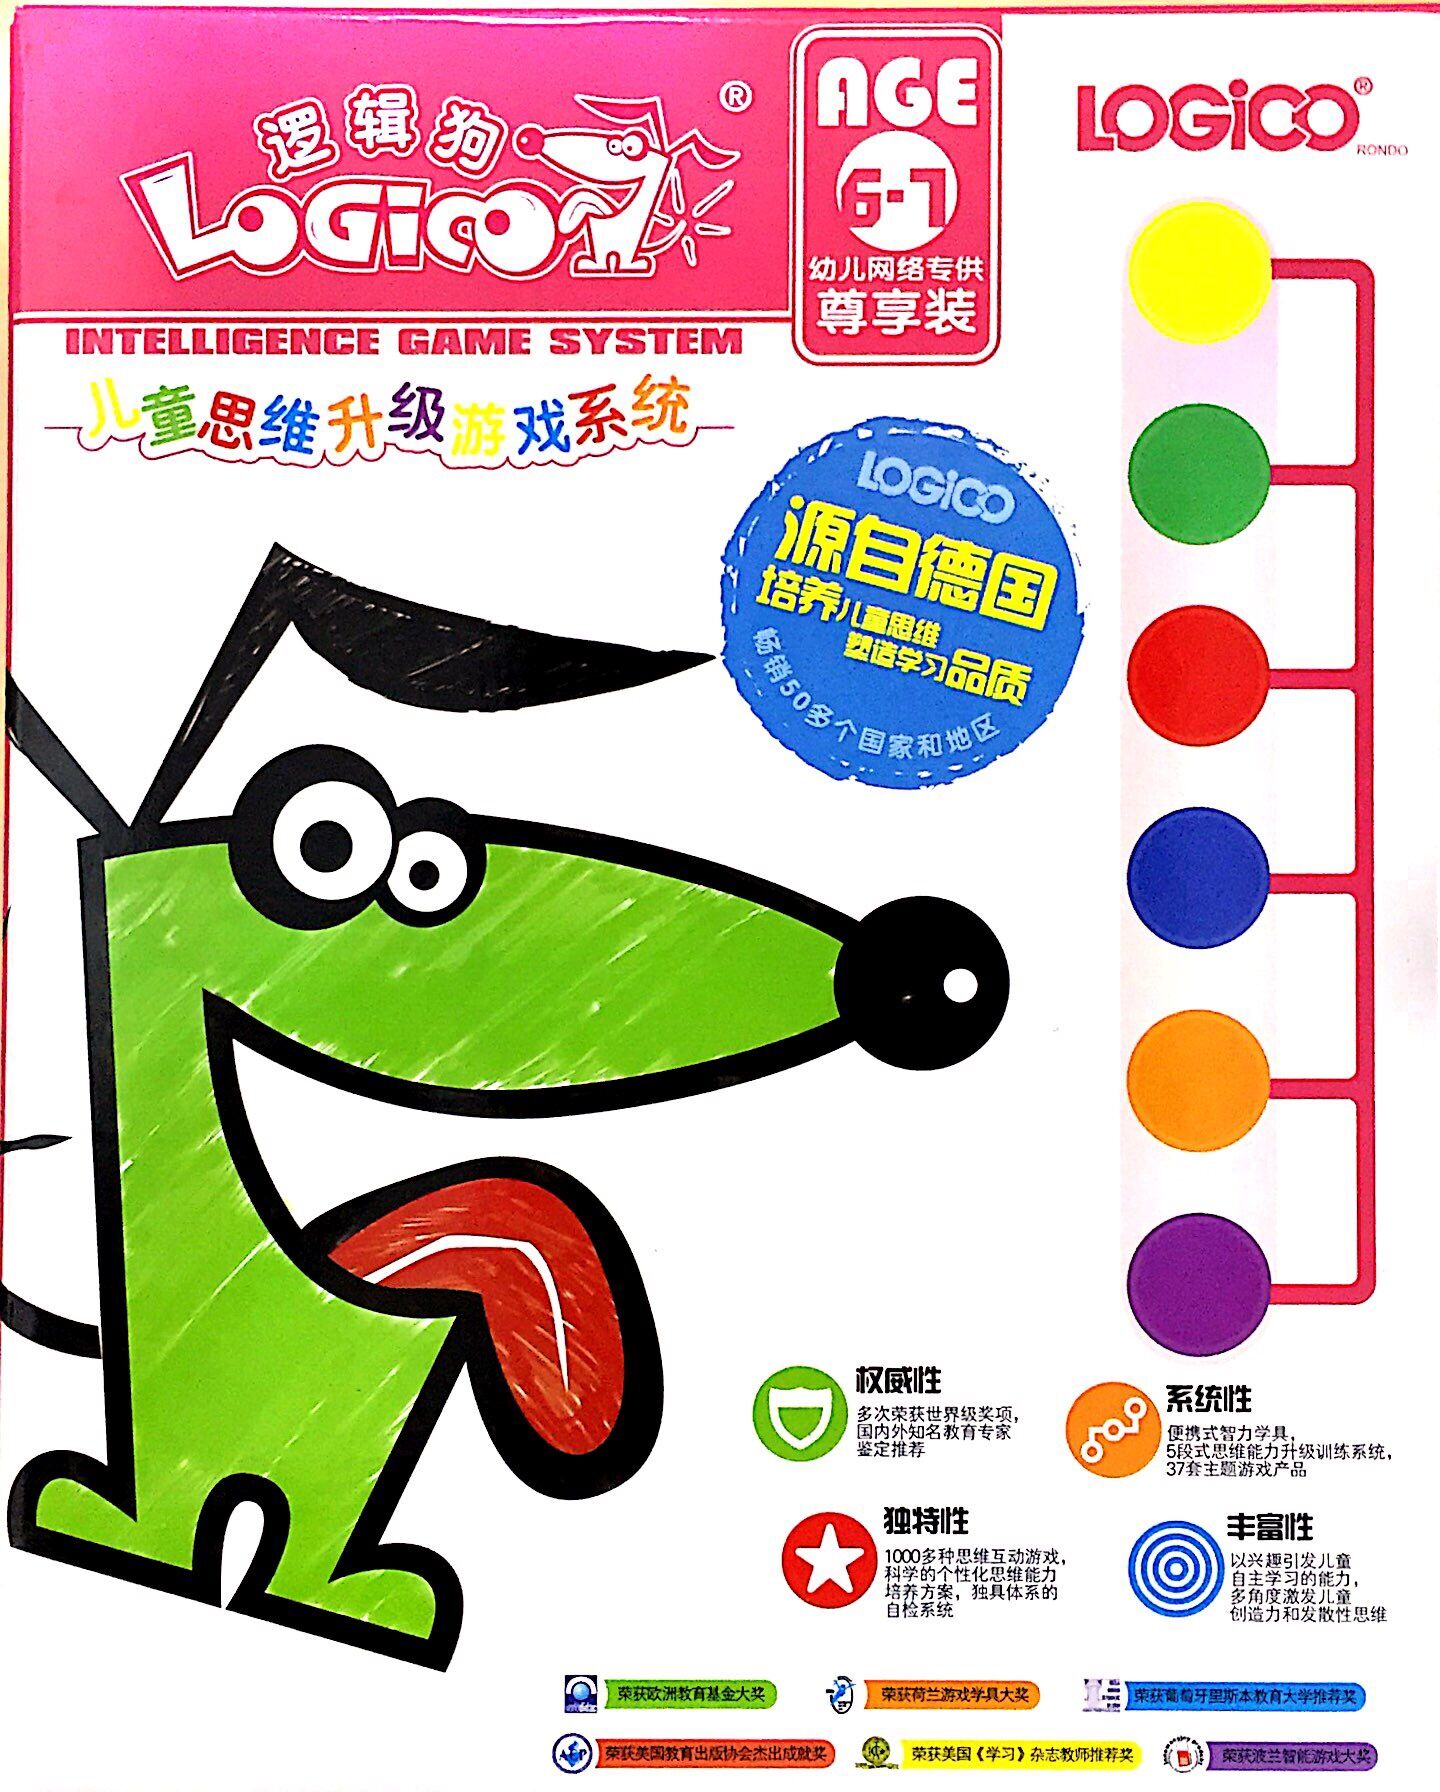 逻辑狗
LOGiCO
®
AGE
6-7
幼儿网络专供
尊享装
LOGiCO®
RONDO
INTELLIGENCE GAME SYSTEM
儿童思维升级游戏系统
LOGiCO
源自德国
培养儿童思维
塑造学习品质
畅销50多个国家和地区
权威性
多次荣获世界级奖项，
国内外知名教育专家
鉴定推荐
系统性
便携式智力学具，
5段式思维能力升级训练系统，
37套主题游戏产品
独特性
1000多种思维互动游戏，
科学的个性化思维能力
培养方案，独具体系的
自检系统
丰富性
以兴趣引发儿童
自主学习的能力，
多角度激发儿童
创造力和发散性思维
荣获欧洲教育基金大奖
荣获荷兰游戏学具大奖
荣获葡萄牙里斯本教育大学推荐奖
AEP
荣获美国教育出版协会杰出成就奖
荣获美国《学习》杂志教师推荐奖
荣获波兰智能游戏大奖